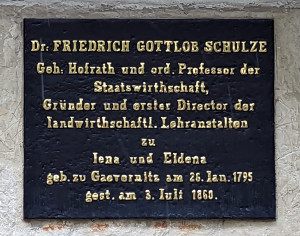 Dr. FRIEDRICH GOTTLOB SCHULZE
Geh: Hofrath und ord. Professor der
Staatswirthschaft,
Gründer und erster Director der
landwirthschaftl. Lehranstalten
zu
Iena und Eldena
geb. zu Gaevernitz am 28. Jan: 1795
gest. am 3. Juli 1860.